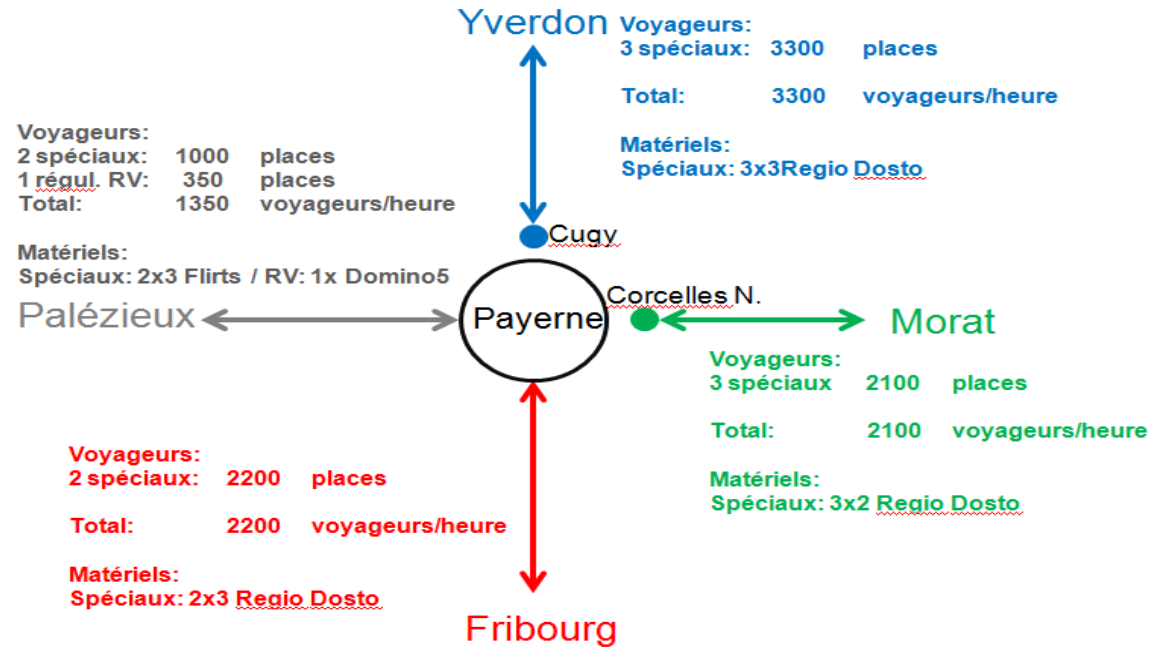 Yverdon
Voyageurs:
3 spéciaux: 3300 places
Total: 3300 voyageurs/heure
Matériels:
Spéciaux: 3x3Regio Dosto
Voyageurs:
2 spéciaux: 1000 places
1 régul. RV: 350 places
Total: 1350 voyageurs/heure
Matériels:
Spéciaux: 2x3 Flirts / RV: 1x Domino5
Palézieux
Cugy
Payerne
Corcelles N.
Morat
Voyageurs:
3 spéciaux 2100 places
Total: 2100 voyageurs/heure
Matériels:
Spéciaux: 3x2 Regio Dosto
Voyageurs:
2 spéciaux: 2200 places
Total: 2200 voyageurs/heure
Matériels:
Spéciaux: 2x3 Regio Dosto
Fribourg